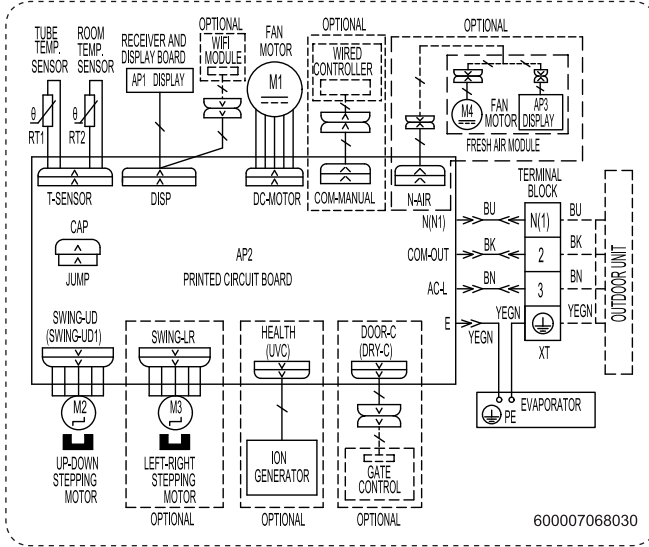 OPTIONAL
TUBE
TEMP.
SENSOR
ROOM
TEMP.
SENSOR
RECEIVER AND
DISPLAY BOARD
AP1 DISPLAY
WIFI
MODULE
FAN
MOTOR
M1
OPTIONAL
WIRED
CONTROLLER
OPTIONAL
M4
FAN
MOTOR
AP3
DISPLAY
FRESH AIR MODULE
θ
RT1
θ
RT2
T-SENSOR
DISP
DC-MOTOR
COM-MANUAL
N-AIR
TERMINAL
BLOCK
N(N1)
BU
N(1)
BU
COM-OUT
BK
2
BK
AC-L
BN
3
BN
E
YEGN
YEGN
YEGN
XT
OUTDOOR UNIT
CAP
JUMP
AP2
PRINTED CIRCUIT BOARD
SWING-UD
(SWING-UD1)
SWING-LR
HEALTH
(UVC)
DOOR-C
(DRY-C)
M2
M3
UP-DOWN
STEPPING
MOTOR
LEFT-RIGHT
STEPPING
MOTOR
ION
GENERATOR
GATE
CONTROL
PE
EVAPORATOR
OPTIONAL
OPTIONAL
OPTIONAL
600007068030